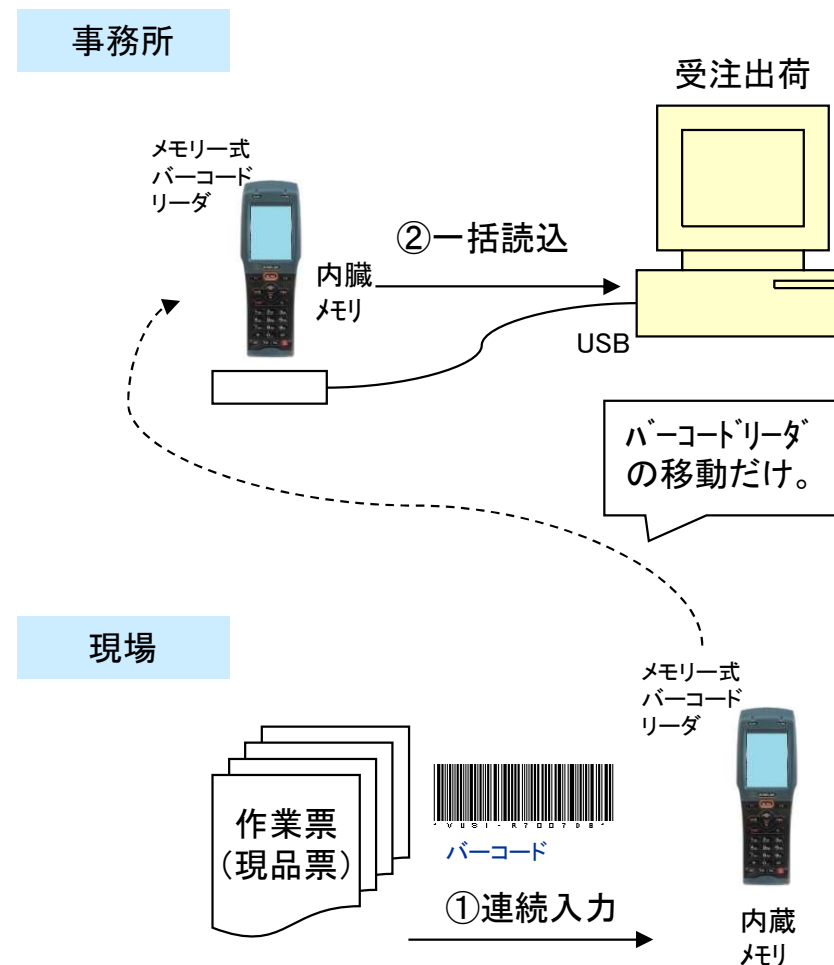 事務所
受注出荷
メモリー式
バーコード
リーダ
②一括読込
内臓
ﾒﾓﾘ
USB
ﾊﾞｰｺｰﾄﾞﾘｰﾀﾞ
の移動だけ。
現場
メモリー式
バーコード
リーダ
作業票
(現品票)
バーコード
①連続入力
内蔵
ﾒﾓﾘ